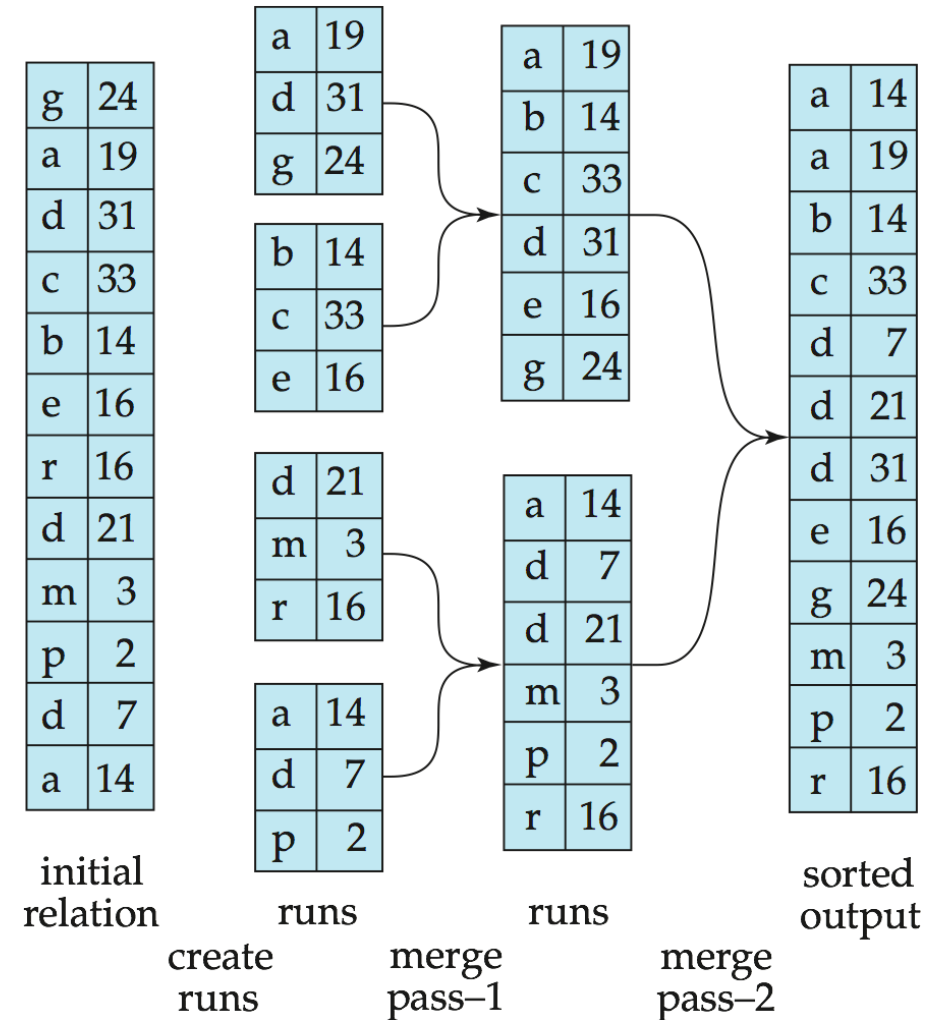 g 24
a 19
d 31
c 33
b 14
e 16
r 16
d 21
m 3
p 2
d 7
a 14
initial
relation
a 19
d 31
g 24
b 14
c 33
e 16
d 21
m 3
r 16
a 14
d 7
p 2
runs
create
runs
a 19
b 14
c 33
d 31
e 16
g 24
a 14
d 7
d 21
m 3
p 2
r 16
runs
merge
pass–1
a 14
a 19
b 14
c 33
d 7
d 21
d 31
e 16
g 24
m 3
p 2
r 16
sorted
output
merge
pass–2